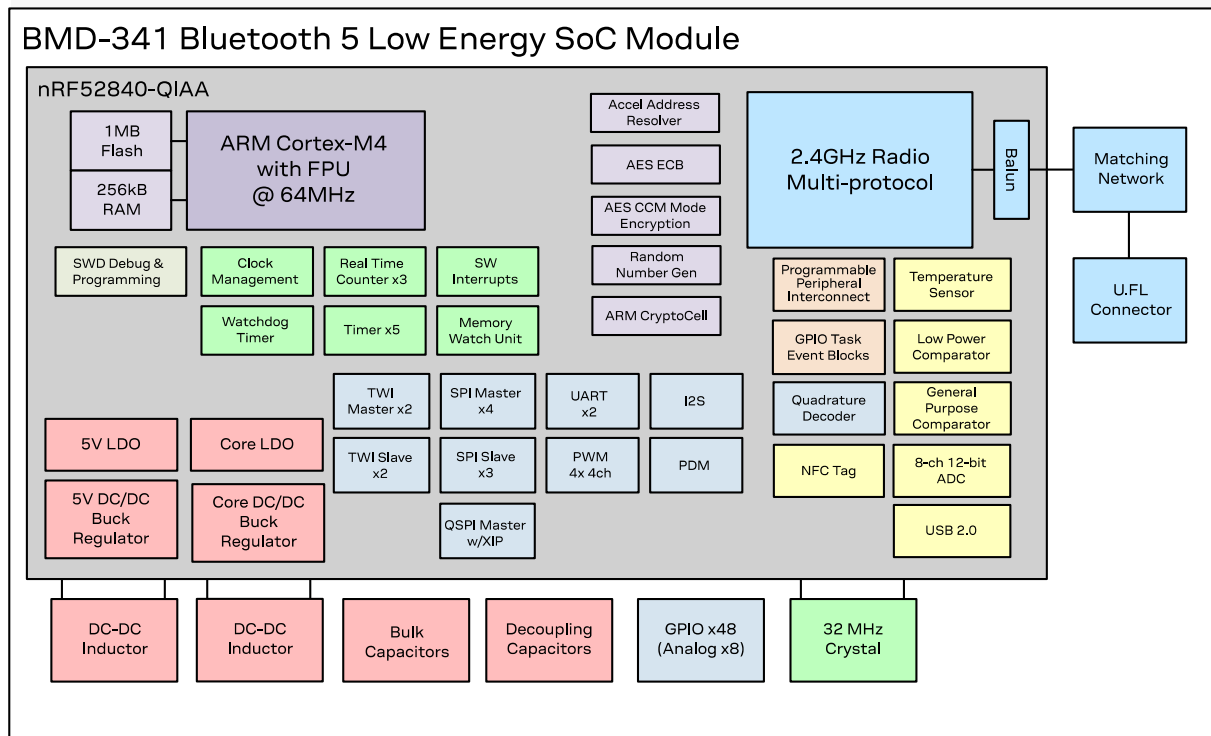 BMD-341 Bluetooth 5 Low Energy SoC Module
nRF52840-QIAA
1MB
Flash
256kB
RAM
ARM Cortex-M4
with FPU
@ 64MHz
Accel Address
Resolver
AES ECB
AES CCM Mode
Encryption
Random
Number Gen
ARM CryptoCell
2.4GHz Radio
Multi-protocol
Balun
Matching
Network
U.FL
Connector
SWD Debug &
Programming
Clock
Management
Real Time
Counter x3
SW
Interrupts
Watchdog
Timer
Timer x5
Memory
Watch Unit
Programmable
Peripheral
Interconnect
Temperature
Sensor
GPIO Task
Event Blocks
Low Power
Comparator
Quadrature
Decoder
General
Purpose
Comparator
NFC Tag
8-ch 12-bit
ADC
USB 2.0
TWI
Master x2
SPI Master
x4
UART
x2
I2S
TWI Slave
x2
SPI Slave
x3
PWM
4x 4ch
PDM
QSPI Master
w/XIP
5V LDO
Core LDO
5V DC/DC
Buck
Regulator
Core DC/DC
Buck
Regulator
DC-DC
Inductor
DC-DC
Inductor
Bulk
Capacitors
Decoupling
Capacitors
GPIO x48
(Analog x8)
32 MHz
Crystal